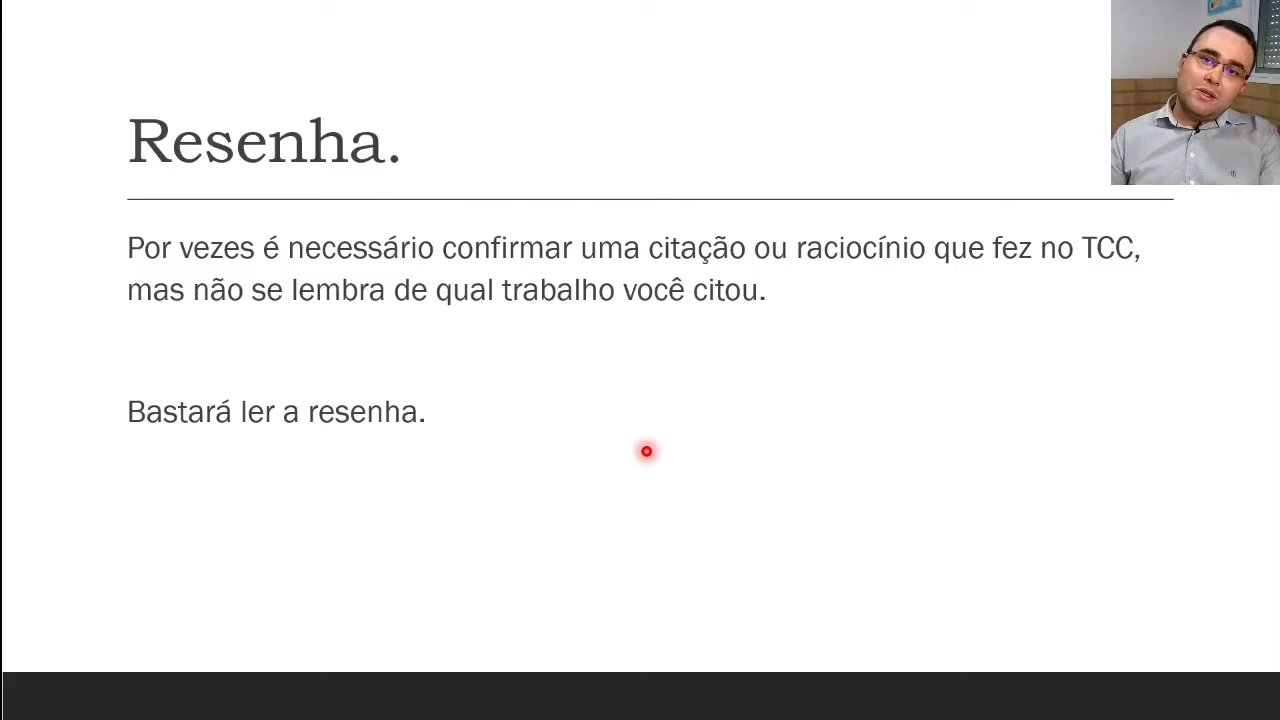 Resenha.
Por vezes é necessário confirmar uma citação ou raciocínio que fez no TCC,
mas não se lembra de qual trabalho você citou.
Bastará ler a resenha.